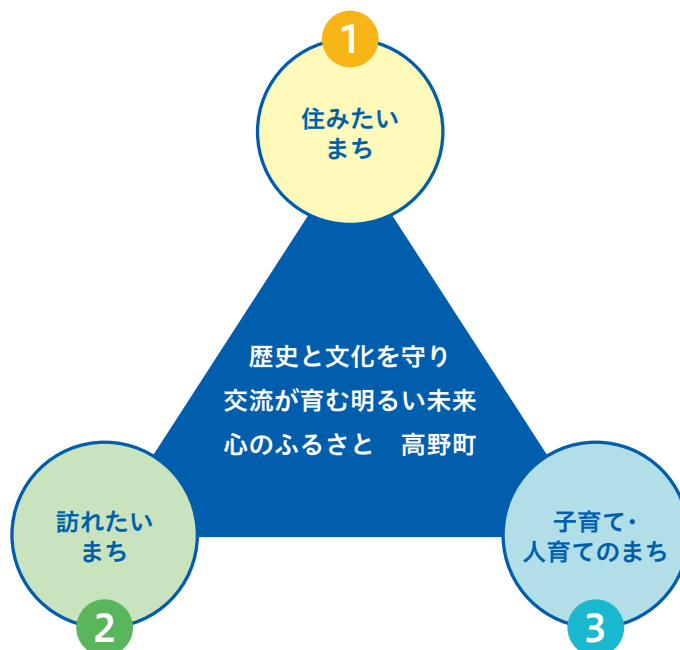 1
住みたい
まち
歴史と文化を守り
交流が育む明るい未来
心のふるさと　高野町
訪れたい
まち
2
子育て・
人育てのまち
3